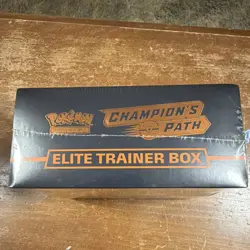 Pokémon
CHAMPION'S
PATH
ELITE TRAINER BOX